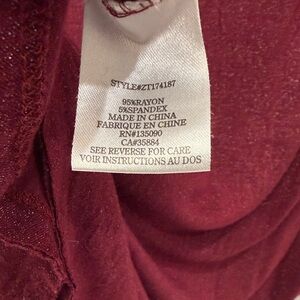 STYLE#ZT174187
95%RAYON
5%SPANDEX
MADE IN CHINA
FABRIQUE EN CHINE
RN#135090
CA#35884
SEE REVERSE FOR CARE
VOIR INSTRUCTIONS AU DOS